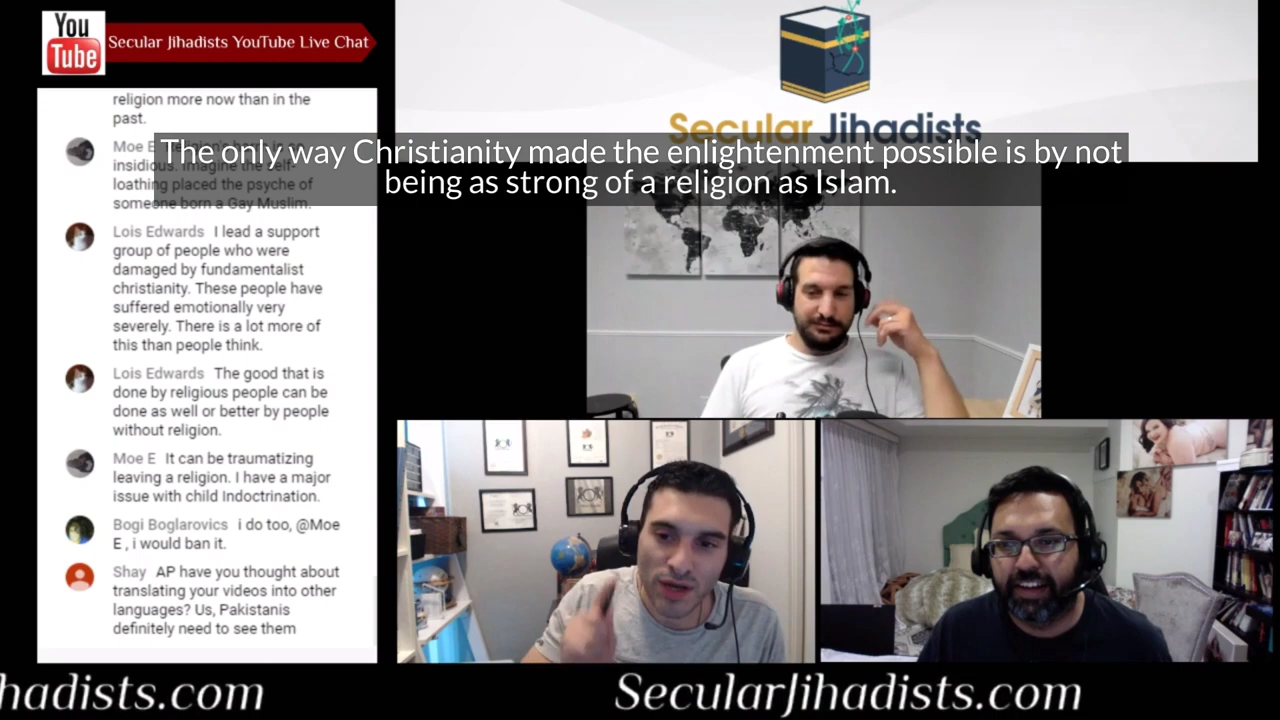 You
Tube
Secular Jihadists YouTube Live Chat
religion more now than in the
past.
Moe E
insidious. Imagine the self-
loathing placed the psyche of
someone born a Gay Muslim.
Lois Edwards I lead a support
group of people who were
damaged by fundamentalist
christianity. These people have
suffered emotionally very
severely. There is a lot more of
this than people think.
Lois Edwards The good that is
done by religious people can be
done as well or better by people
without religion.
Moe E It can be traumatizing
leaving a religion. I have a major
issue with child Indoctrination.
Bogi Boglarovics i do too, @Moe
E , i would ban it.
Shay AP have you thought about
translating your videos into other
languages? Us, Pakistanis
definitely need to see them
Secular Jihadists
The only way Christianity made the enlightenment possible is by not
being as strong of a religion as Islam.
hadists.com
SecularJihadists.com